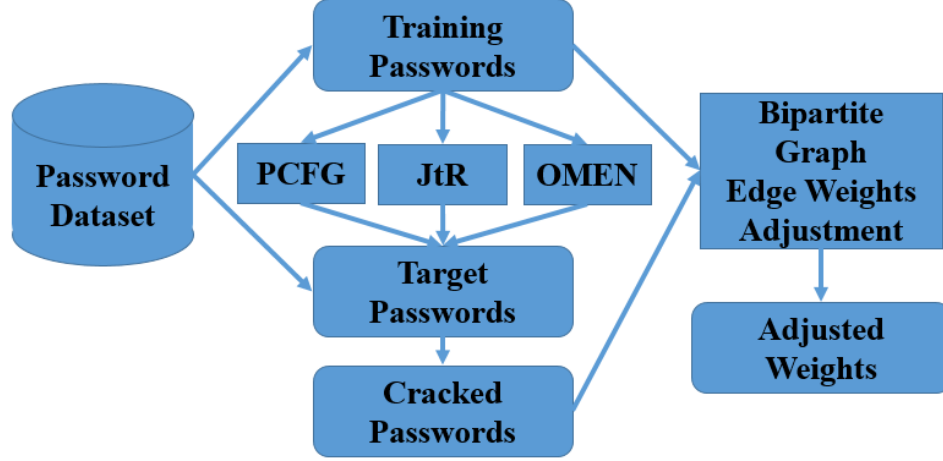 Training
Passwords
Password
Dataset
PCFG
JtR
OMEN
Target
Passwords
Cracked
Passwords
Bipartite
Graph
Edge Weights
Adjustment
Adjusted
Weights